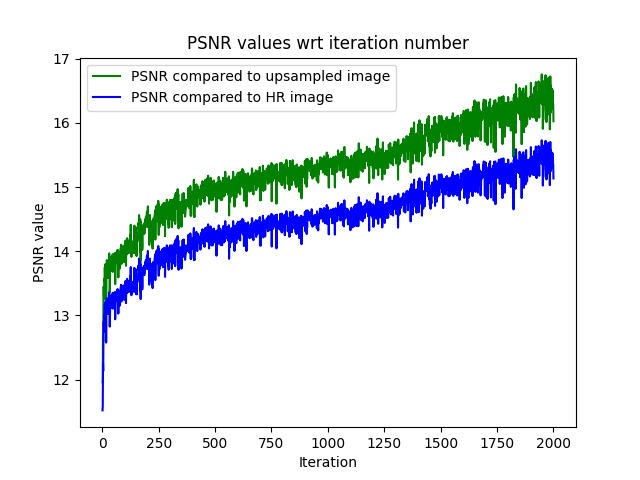 PSNR values wrt iteration number
PSNR compared to upsampled image
PSNR compared to HR image
PSNR value
17
16
15
14
13
12
0 250 500 750 1000 1250 1500 1750 2000
Iteration